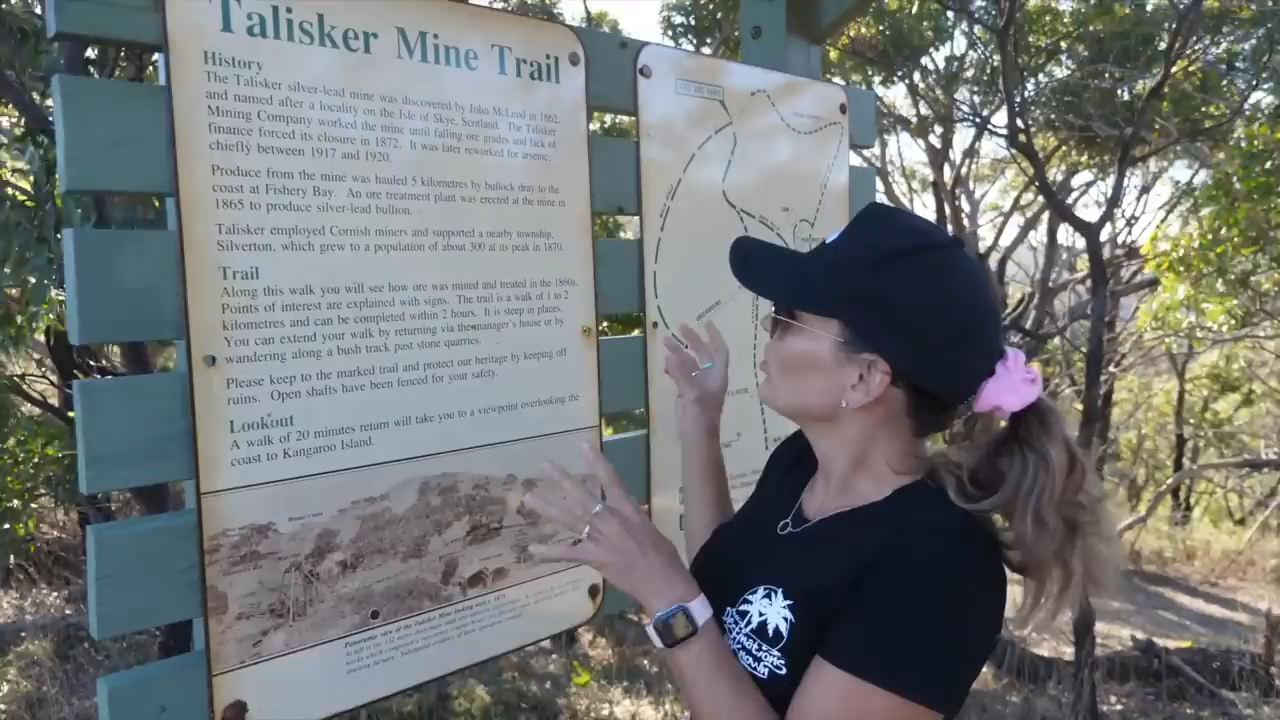 Talisker Mine Trail
History
The Talisker silver-lead mine was discovered by John McLeod in 1862,
and named after a locality on the Isle of Skye, Scotland. The Talisker
Mining Company worked the mine until falling ore grades and lack of
finance forced its closure in 1872. It was later reworked for arsenic,
chiefly between 1917 and 1920.
Produce from the mine was hauled 5 kilometres by bullock dray to the
coast at Fishery Bay. An ore treatment plant was erected at the mine in
1865 to produce silver-lead bullion.
Talisker employed Cornish miners and supported a nearby township,
Silverton, which grew to a population of about 300 at its peak in 1870.
Trail
Along this walk you will see how ore was mined and treated in the 1860s.
Points of interest are explained with signs. The trail is a walk of 1 to 2
kilometres and can be completed within 2 hours. It is steep in places.
You can extend your walk by returning via the manager's house or by
wandering along a bush track past stone quarries.
Please keep to the marked trail and protect our heritage by keeping off
ruins. Open shafts have been fenced for your safety.
Lookout
A walk of 20 minutes return will take you to a viewpoint overlooking the
coast to Kangaroo Island.
Panoramic view of the Talisker Mine looking west c. 1871.
YOU ARE HERE
Destinations
Unknown